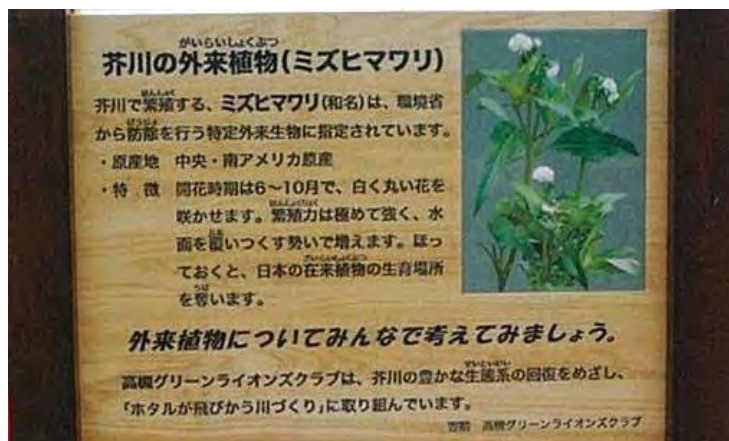 芥川の外来植物(ミズヒマワリ)
芥川で繁殖する、ミズヒマワリ(和名)は、環境省
から防除を行う特定外来生物に指定されています。
・原産地 中央・南アメリカ原産
・特 徴 開花時期は6〜10月で、白く丸い花を
咲かせます。繁殖力は極めて強く、水
面を覆いつくす勢いで増えます。ほっ
ておくと、日本の在来植物の生育場所
を奪います。
外来植物についてみんなで考えてみましょう。
高槻グリーンライオンズクラブは、芥川の豊かな生態系の回復をめざし、
「ホタルが飛びかう川づくり」に取り組んでいます。
寄贈 高槻グリーンライオンズクラブ